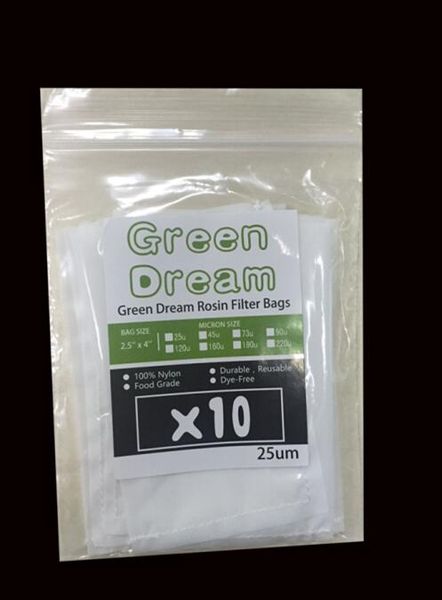 Green
Dream
Green Dream Rosin Filter Bags
BAG SIZE
2.5" x 4"
MICRON SIZE
25u 45u 73u 90u
120u 160u 190u 220u
100% Nylon
Food Grade
Durable , Reusable
Dye-Free
x10
25um